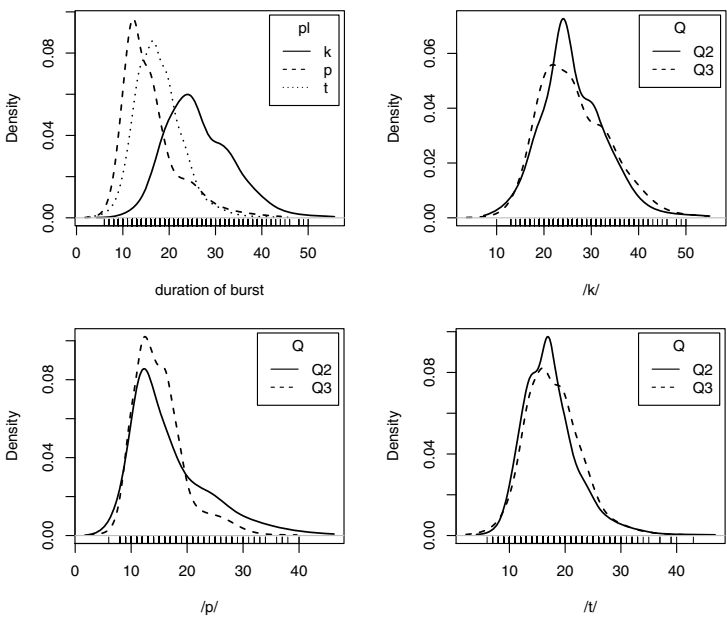 pl
k
p
t
Density
0.00 0.04 0.08
0 10 20 30 40 50
duration of burst
Q
Q2
Q3
Density
0.00 0.02 0.04 0.06
10 20 30 40 50
/k/
Q
Q2
Q3
Density
0.00 0.04 0.08
0 10 20 30 40
/p/
Q
Q2
Q3
Density
0.00 0.04 0.08
10 20 30 40
/t/